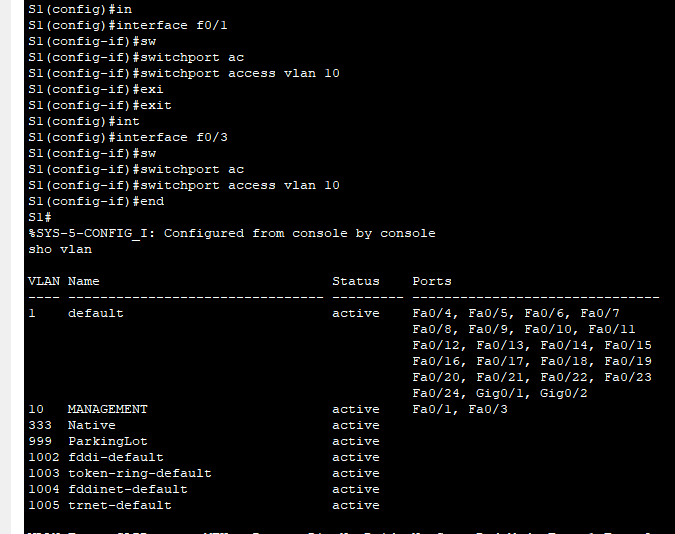 S1(config)#in
S1(config)#interface f0/1
S1(config-if)#sw
S1(config-if)#switchport ac
S1(config-if)#switchport access vlan 10
S1(config-if)#exi
S1(config-if)#exit
S1(config)#int
S1(config)#interface f0/3
S1(config-if)#sw
S1(config-if)#switchport ac
S1(config-if)#switchport access vlan 10
S1(config-if)#end
S1#
%SYS-5-CONFIG_I: Configured from console by console
sho vlan
VLAN Name                             Status    Ports
---- -------------------------------- --------- -------------------------------
1    default                          active    Fa0/4, Fa0/5, Fa0/6, Fa0/7
                                                Fa0/8, Fa0/9, Fa0/10, Fa0/11
                                                Fa0/12, Fa0/13, Fa0/14, Fa0/15
                                                Fa0/16, Fa0/17, Fa0/18, Fa0/19
                                                Fa0/20, Fa0/21, Fa0/22, Fa0/23
                                                Fa0/24, Gig0/1, Gig0/2
10   MANAGEMENT                       active    Fa0/1, Fa0/3
333  Native                           active
999  ParkingLot                       active
1002 fddi-default                     active
1003 token-ring-default               active
1004 fddinet-default                  active
1005 trnet-default                    active